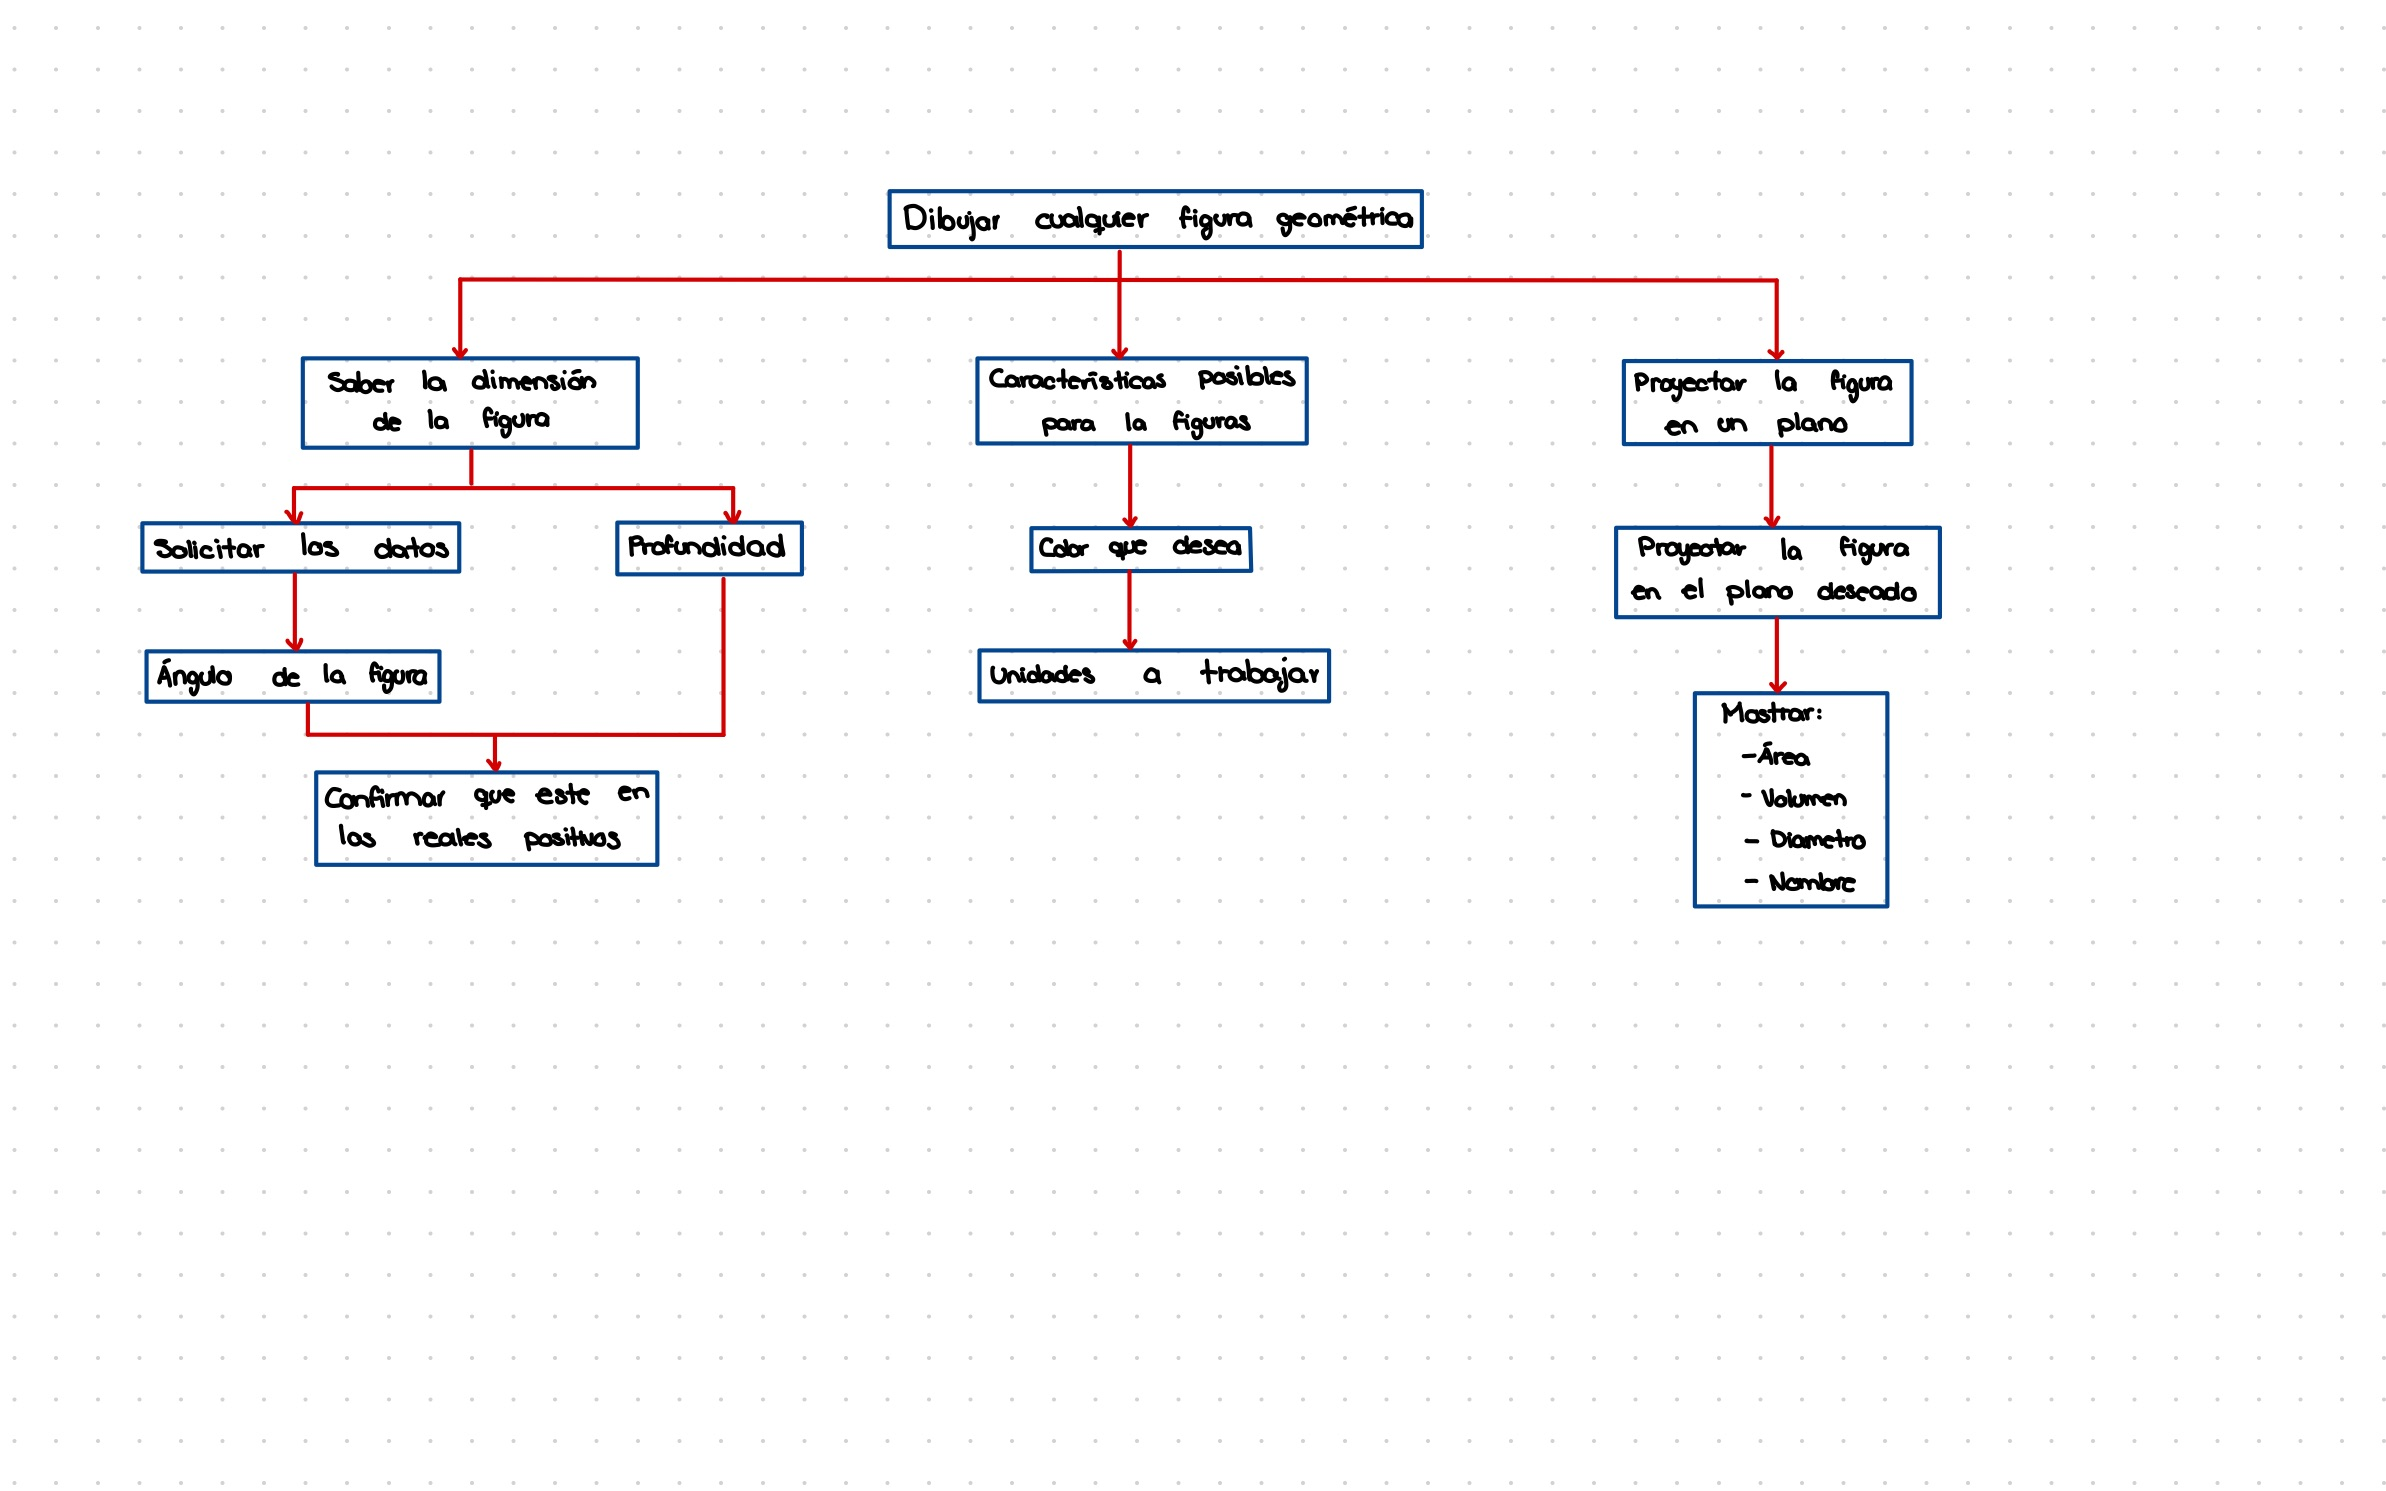 Dibujar cualquier figura geométrica
Saber la dimensión
de la figura
Características posibles
para la figuras
Proyectar la figura
en un plano
Solicitar los datos
Profundidad
Color que desea
Proyectar la figura
en el plano deseado
Ángulo de la figura
Unidades a trabajar
Mostrar:
-Área
- Volumen
- Diametro
- Nombre
Confirmar que este en
los reales positivos